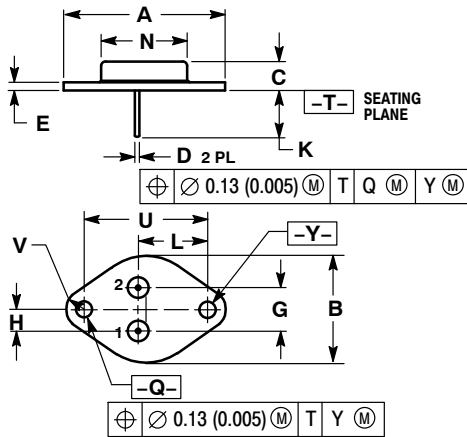 A
N
C
E
–T– SEATING PLANE
K
D 2 PL
⌖ ∅ 0.13 (0.005) Ⓜ T Q Ⓜ Y Ⓜ
U
V
L
–Y–
2
H
G
B
1
–Q–
⌖ ∅ 0.13 (0.005) Ⓜ T Y Ⓜ